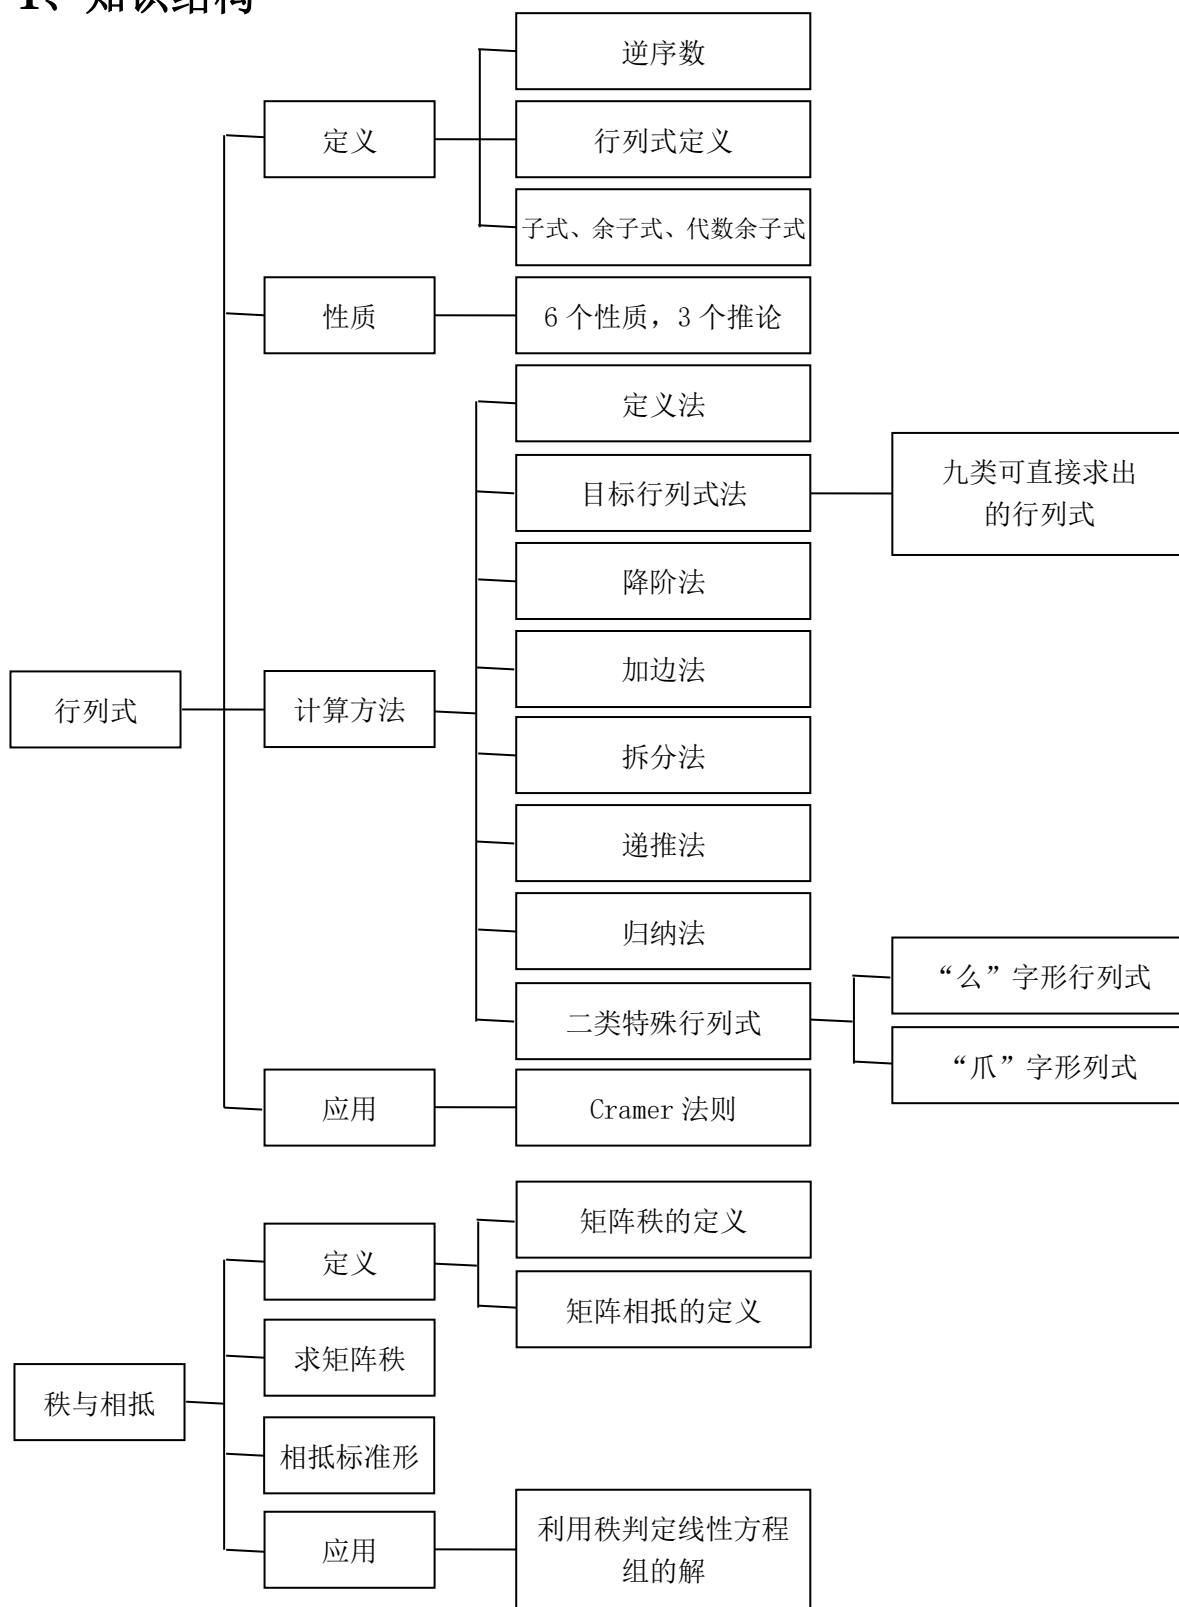 1、知识结构
逆序数
定义
行列式定义
子式、余子式、代数余子式
性质
6 个性质，3 个推论
定义法
目标行列式法
九类可直接求出
的行列式
降阶法
加边法
行列式
计算方法
拆分法
递推法
归纳法
“么”字形行列式
二类特殊行列式
“爪”字形列式
应用
Cramer 法则
矩阵秩的定义
定义
矩阵相抵的定义
求矩阵秩
秩与相抵
相抵标准形
应用
利用秩判定线性方程
组的解